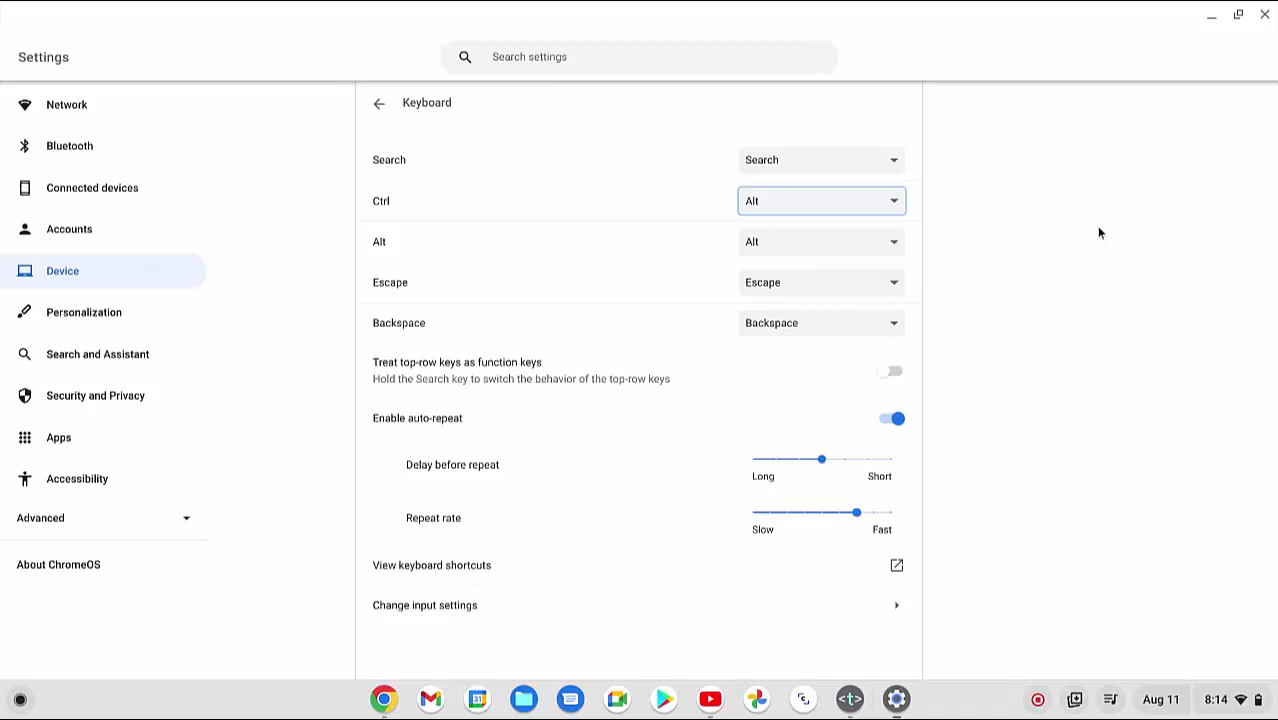 Settings
Search settings
Network
Bluetooth
Connected devices
Accounts
Device
Personalization
Search and Assistant
Security and Privacy
Apps
Accessibility
Advanced
About ChromeOS
Keyboard
Search
Search
Ctrl
Alt
Alt
Alt
Escape
Escape
Backspace
Backspace
Treat top-row keys as function keys
Hold the Search key to switch the behavior of the top-row keys
Enable auto-repeat
Delay before repeat
Long Short
Repeat rate
Slow Fast
View keyboard shortcuts
Change input settings
31
<t>
Aug 11 8:14